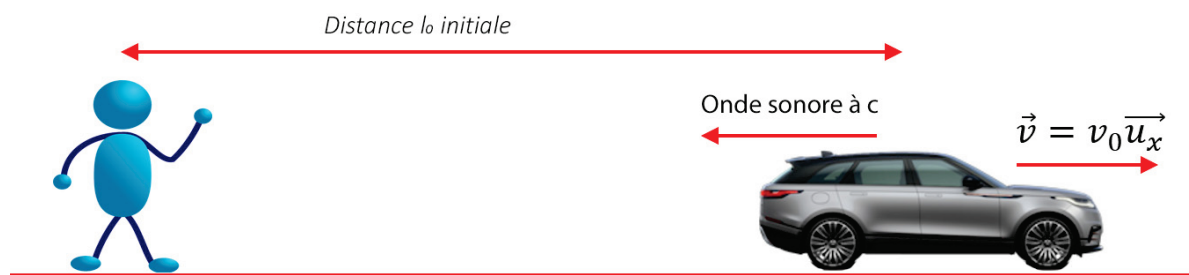 Distance l₀ initiale
Onde sonore à c
v⃗ = v₀u⃗ₓ